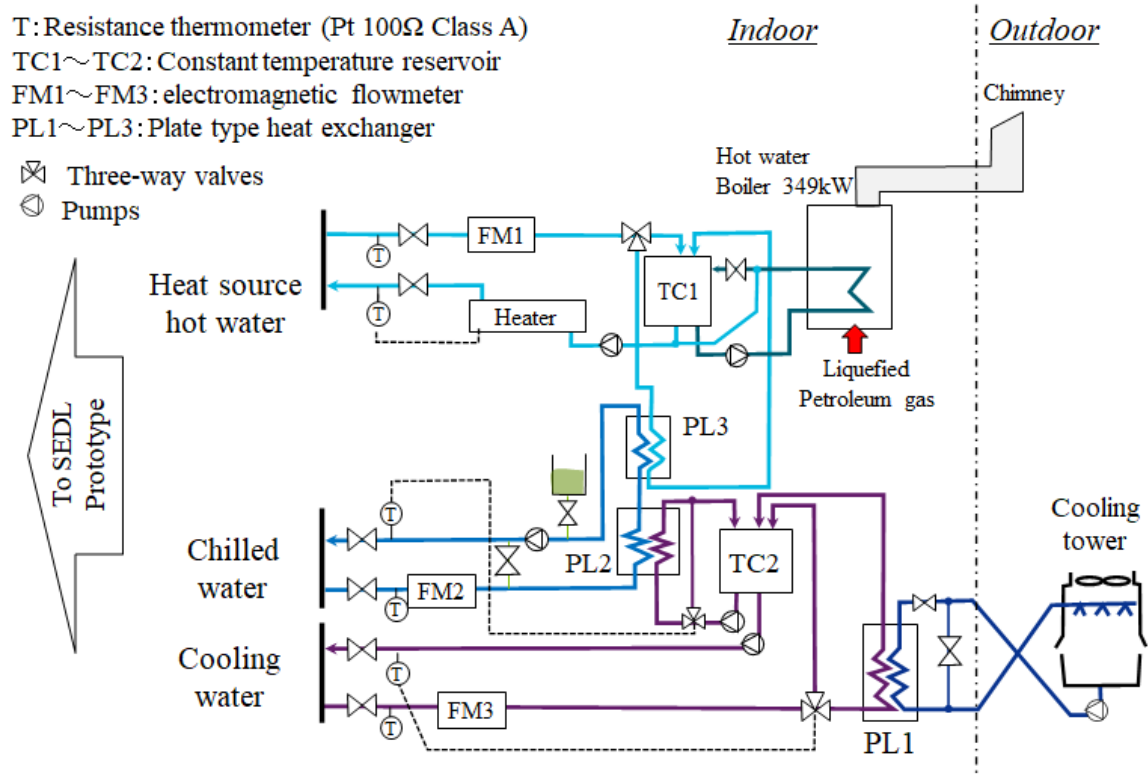 T:Resistance thermometer (Pt 100Ω Class A)
TC1～TC2:Constant temperature reservoir
FM1～FM3:electromagnetic flowmeter
PL1～PL3:Plate type heat exchanger
Three-way valves
Pumps
Indoor
Outdoor
Chimney
Hot water
Boiler 349kW
FM1
T
Heat source
hot water
TC1
T
Heater
Liquefied
Petroleum gas
To SEDL
Prototype
PL3
T
Chilled
water
PL2
TC2
Cooling
tower
FM2
T
Cooling
water
T
FM3
T
PL1